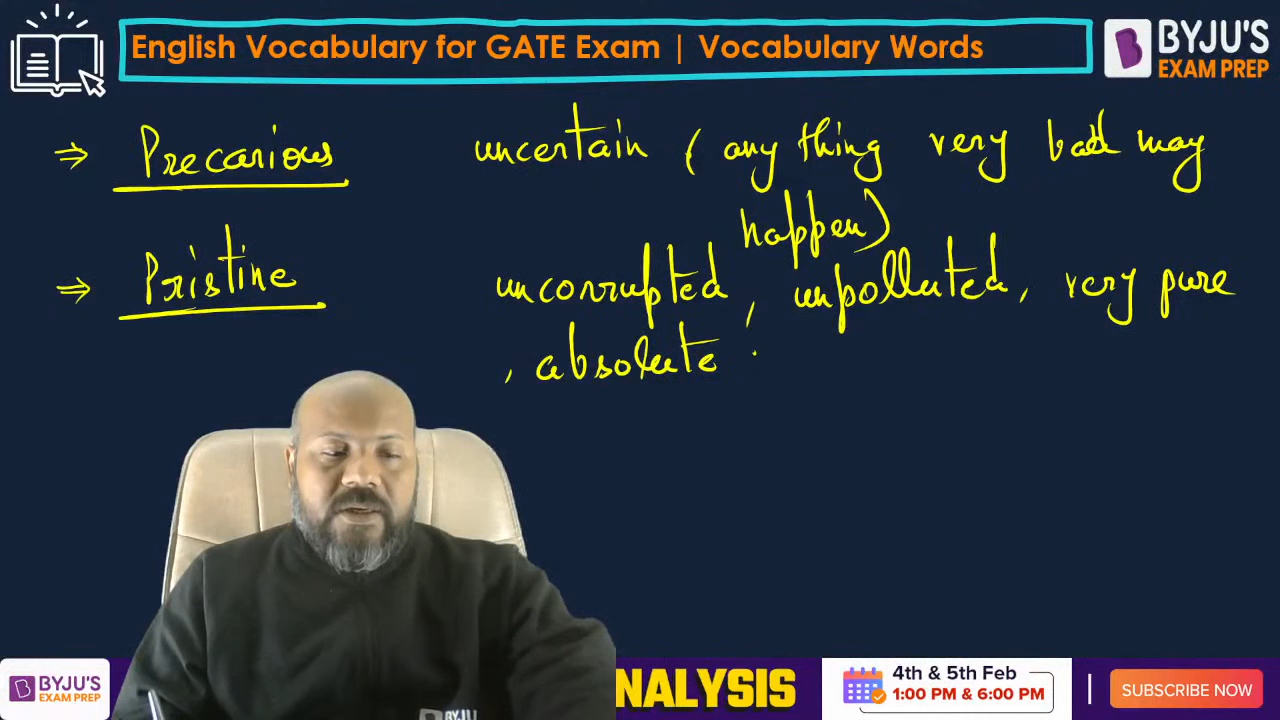 English Vocabulary for GATE Exam | Vocabulary Words
BYJU'S
EXAM PREP
⇒ Precarious uncertain ( any thing very bad may
happen)
⇒ Pristine uncorrupted, unpolluted, very pure
, absolute.
BYJU'S
EXAM PREP
NALYSIS
4th & 5th Feb
1:00 PM & 6:00 PM
SUBSCRIBE NOW
BYJU